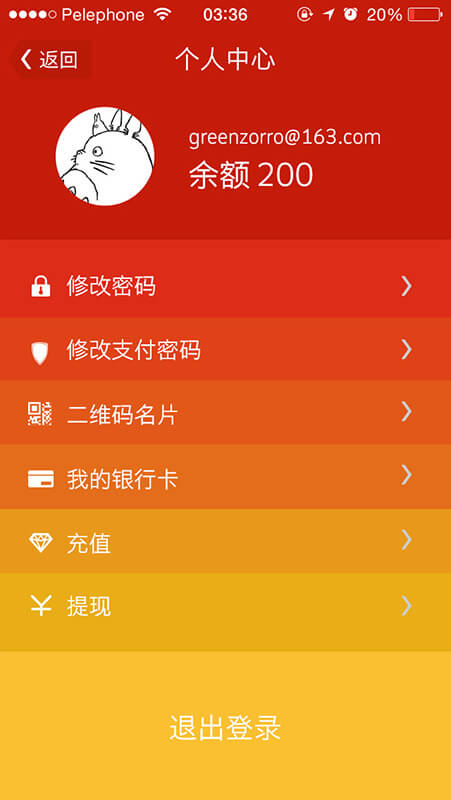 Pelephone 03:36 20%
返回 个人中心
greenzorro@163.com
余额 200
修改密码
修改支付密码
二维码名片
我的银行卡
充值
提现
退出登录